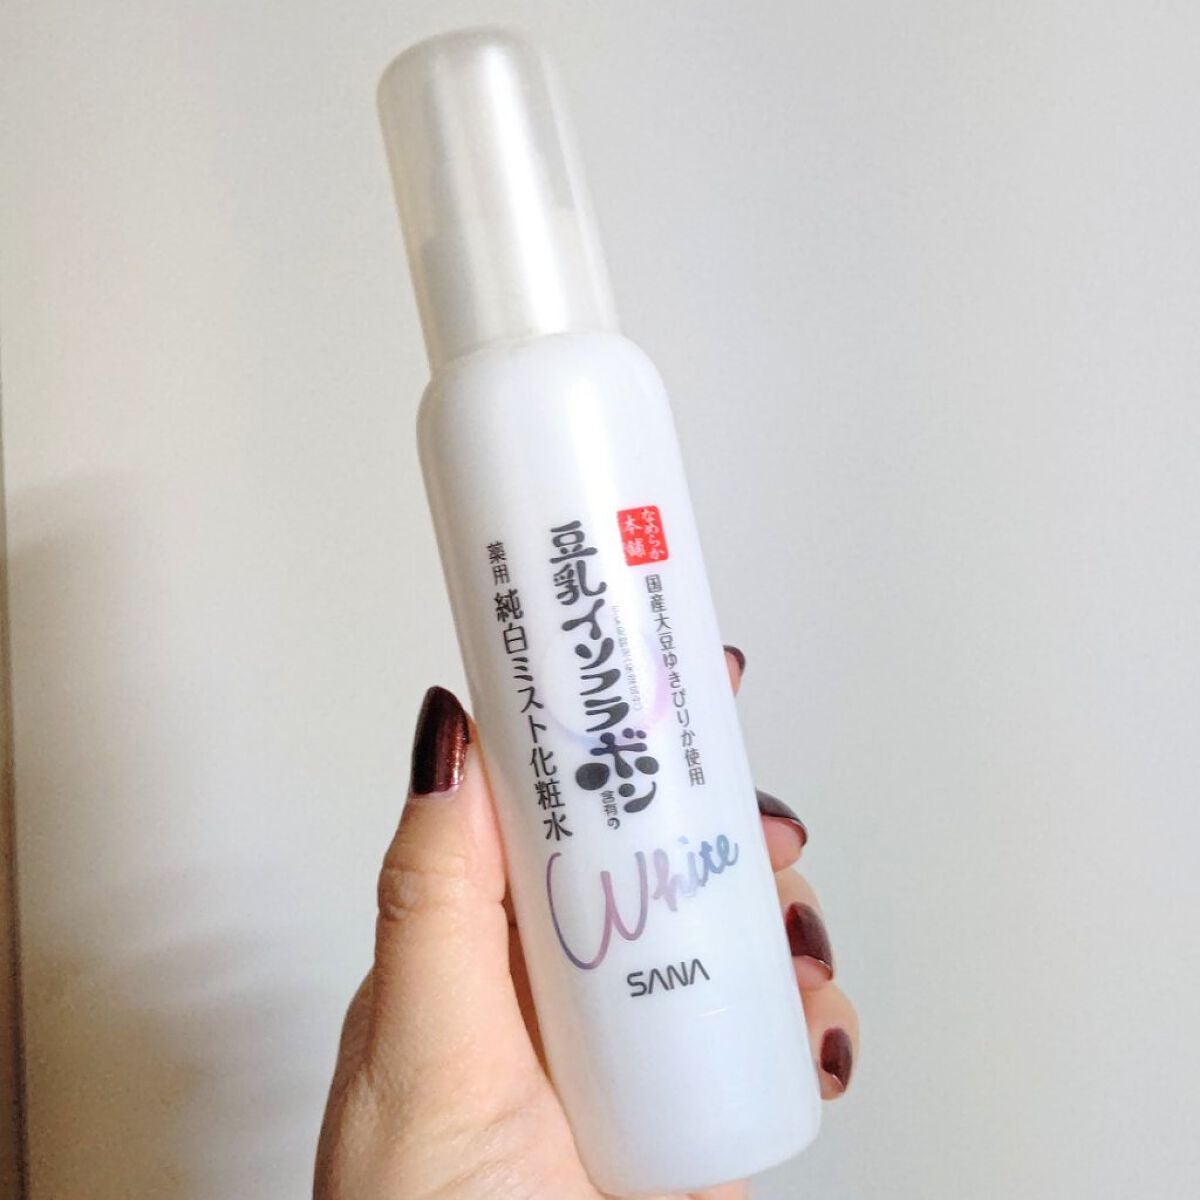 なめらか
本舗
国産大豆ゆきぴりか使用
豆乳イソフラボン
含有の
薬用 純白ミスト化粧水
White
SANA